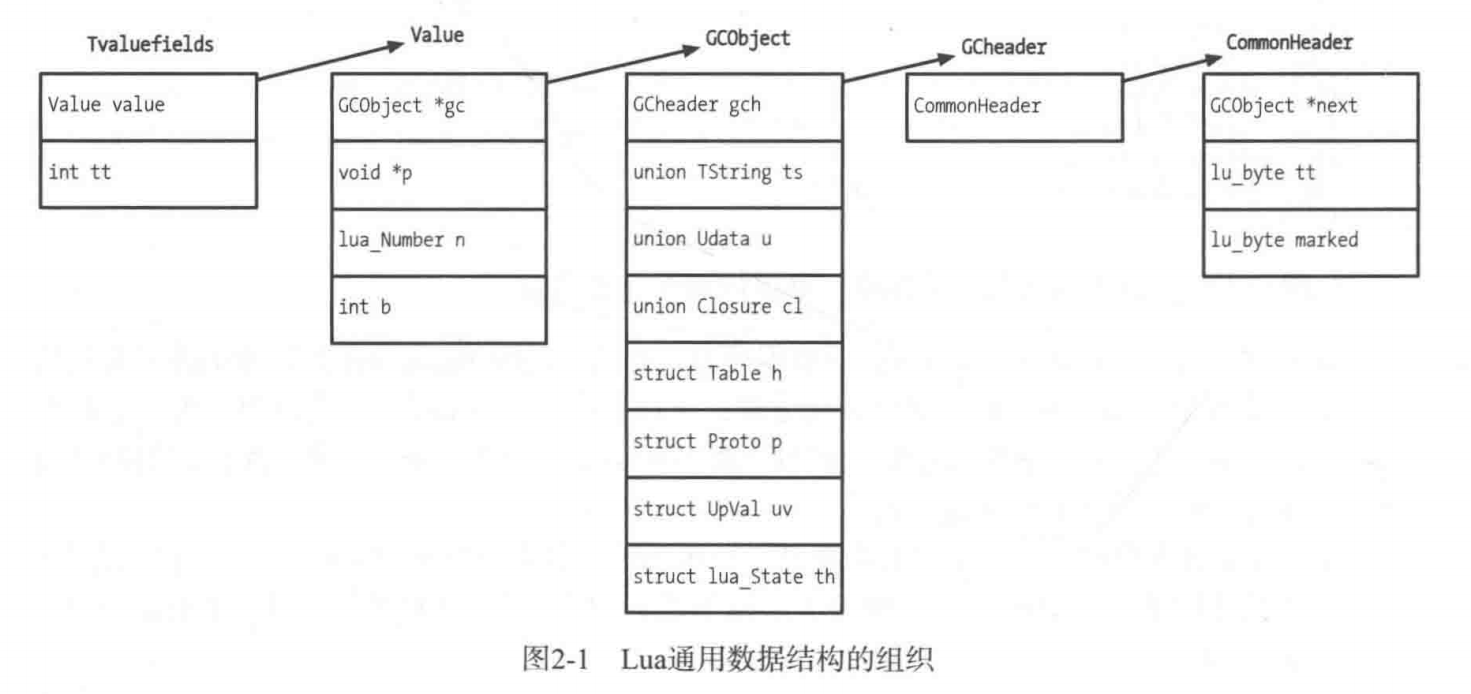 Tvaluefields
Value value
int tt
Value
GCObject *gc
void *p
lua_Number n
int b
GCObject
GCheader gch
union TString ts
union Udata u
union Closure cl
struct Table h
struct Proto p
struct UpVal uv
struct lua_State th
GCheader
CommonHeader
CommonHeader
GCObject *next
lu_byte tt
lu_byte marked
图2-1 Lua通用数据结构的组织